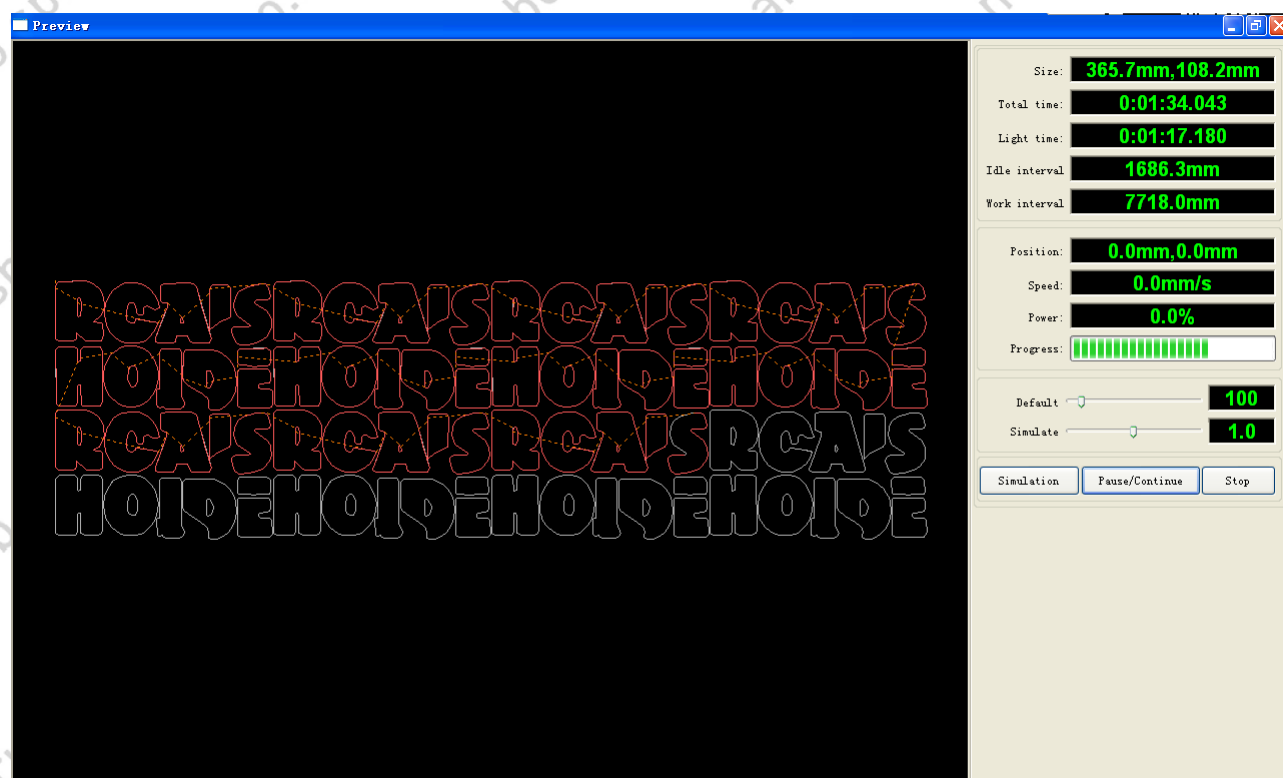 Preview
Size: 365.7mm,108.2mm
Total time: 0:01:34.043
Light time: 0:01:17.180
Idle interval 1686.3mm
Work interval 7718.0mm
Position: 0.0mm,0.0mm
Speed: 0.0mm/s
Power: 0.0%
Progress:
Default 100
Simulate 1.0
Simulation Pause/Continue Stop
RCA'SRCA'SRCA'SRCA'S
HOIDEHOIDEHOIDEHOIDE
RCA'SRCA'SRCA'SRCA'S
HOIDEHOIDEHOIDEHOIDE